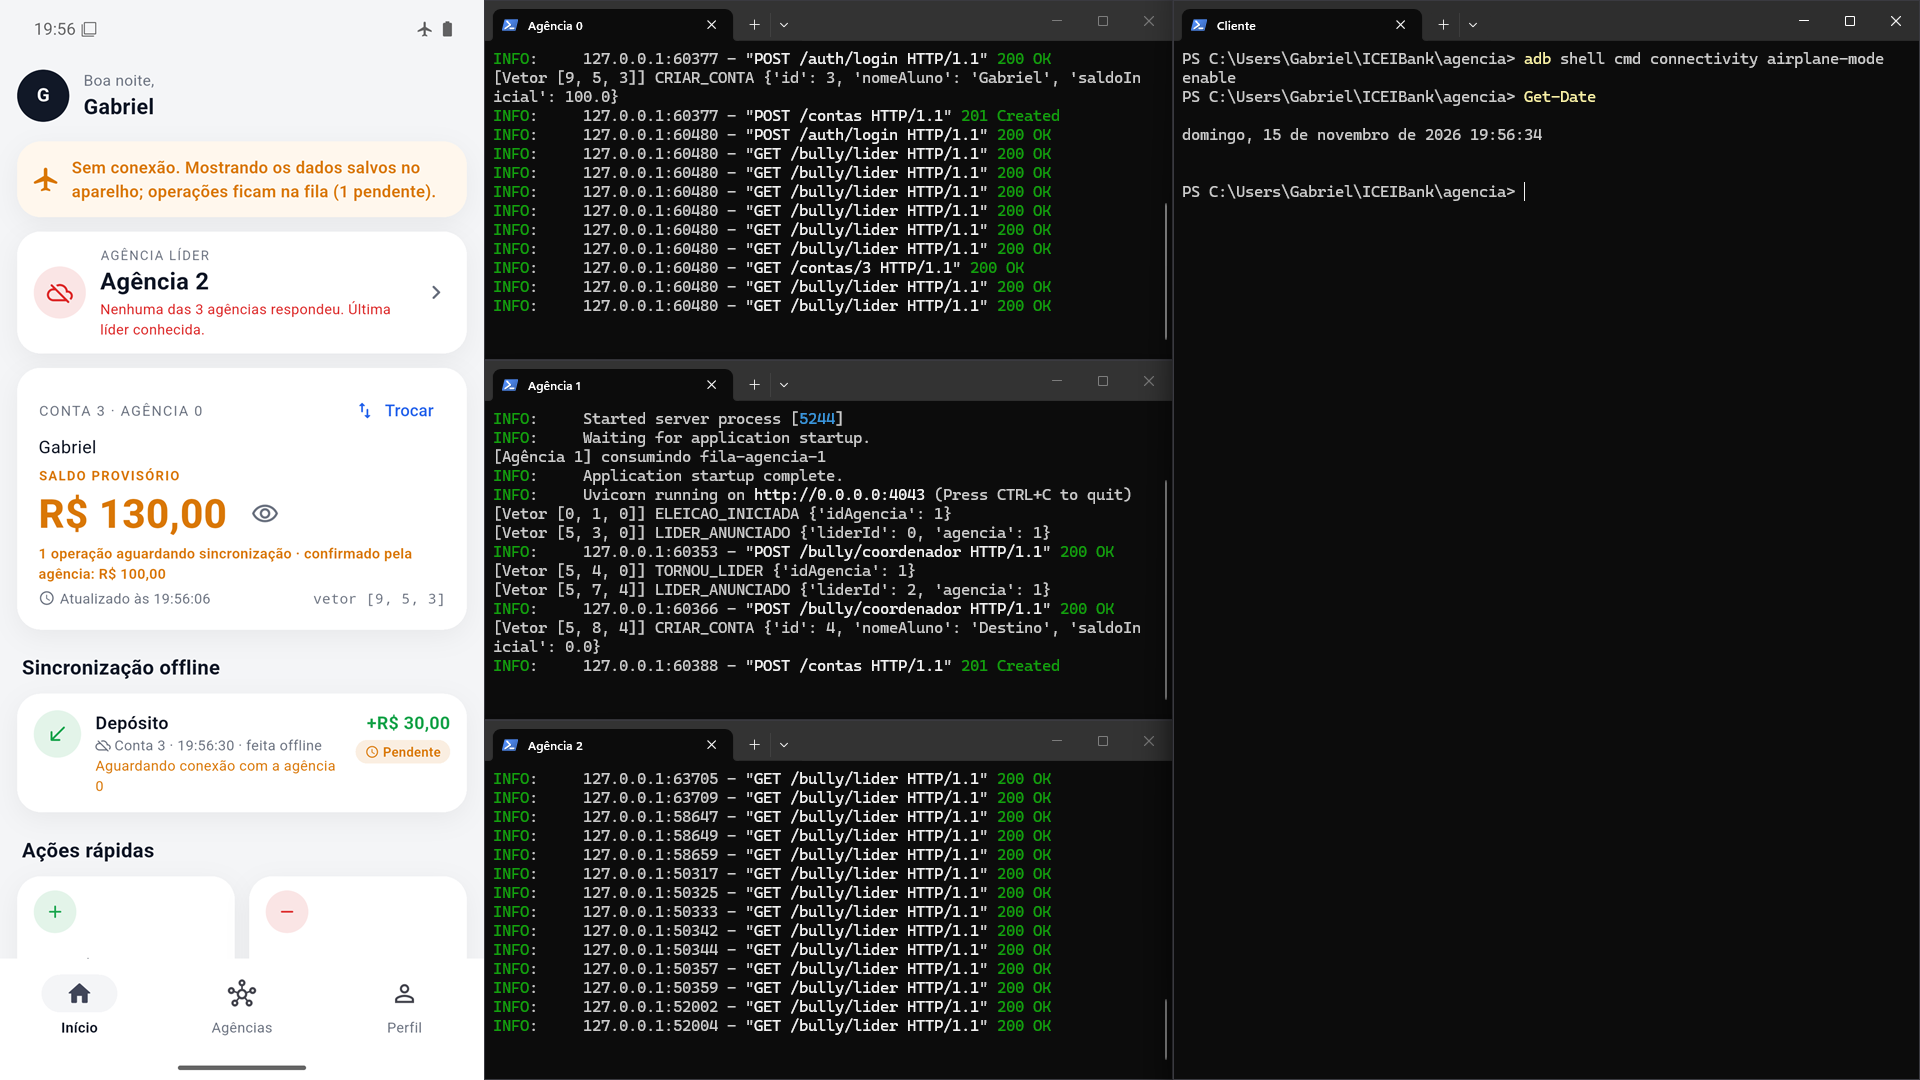 19:56
G
Boa noite,
Gabriel
Sem conexão. Mostrando os dados salvos no
aparelho; operações ficam na fila (1 pendente).
AGÊNCIA LÍDER
Agência 2
Nenhuma das 3 agências respondeu. Última
líder conhecida.
CONTA 3 · AGÊNCIA 0
Trocar
Gabriel
SALDO PROVISÓRIO
R$ 130,00
1 operação aguardando sincronização · confirmado pela
agência: R$ 100,00
Atualizado às 19:56:06
vetor [9, 5, 3]
Sincronização offline
Depósito
+R$ 30,00
Conta 3 · 19:56:30 · feita offline
Pendente
Aguardando conexão com a agência
0
Ações rápidas
Início
Agências
Perfil
Agência 0
INFO:     127.0.0.1:60377 - "POST /auth/login HTTP/1.1" 200 OK
[Vetor [9, 5, 3]] CRIAR_CONTA {'id': 3, 'nomeAluno': 'Gabriel', 'saldoIn
icial': 100.0}
INFO:     127.0.0.1:60377 - "POST /contas HTTP/1.1" 201 Created
INFO:     127.0.0.1:60480 - "POST /auth/login HTTP/1.1" 200 OK
INFO:     127.0.0.1:60480 - "GET /bully/lider HTTP/1.1" 200 OK
INFO:     127.0.0.1:60480 - "GET /bully/lider HTTP/1.1" 200 OK
INFO:     127.0.0.1:60480 - "GET /bully/lider HTTP/1.1" 200 OK
INFO:     127.0.0.1:60480 - "GET /bully/lider HTTP/1.1" 200 OK
INFO:     127.0.0.1:60480 - "GET /bully/lider HTTP/1.1" 200 OK
INFO:     127.0.0.1:60480 - "GET /bully/lider HTTP/1.1" 200 OK
INFO:     127.0.0.1:60480 - "GET /contas/3 HTTP/1.1" 200 OK
INFO:     127.0.0.1:60480 - "GET /bully/lider HTTP/1.1" 200 OK
INFO:     127.0.0.1:60480 - "GET /bully/lider HTTP/1.1" 200 OK
Agência 1
INFO:     Started server process [5244]
INFO:     Waiting for application startup.
[Agência 1] consumindo fila-agencia-1
INFO:     Application startup complete.
INFO:     Uvicorn running on http://0.0.0.0:4043 (Press CTRL+C to quit)
[Vetor [0, 1, 0]] ELEICAO_INICIADA {'idAgencia': 1}
[Vetor [5, 3, 0]] LIDER_ANUNCIADO {'liderId': 0, 'agencia': 1}
INFO:     127.0.0.1:60353 - "POST /bully/coordenador HTTP/1.1" 200 OK
[Vetor [5, 4, 0]] TORNOU_LIDER {'idAgencia': 1}
[Vetor [5, 7, 4]] LIDER_ANUNCIADO {'liderId': 2, 'agencia': 1}
INFO:     127.0.0.1:60366 - "POST /bully/coordenador HTTP/1.1" 200 OK
[Vetor [5, 8, 4]] CRIAR_CONTA {'id': 4, 'nomeAluno': 'Destino', 'saldoIn
icial': 0.0}
INFO:     127.0.0.1:60388 - "POST /contas HTTP/1.1" 201 Created
Agência 2
INFO:     127.0.0.1:63705 - "GET /bully/lider HTTP/1.1" 200 OK
INFO:     127.0.0.1:63709 - "GET /bully/lider HTTP/1.1" 200 OK
INFO:     127.0.0.1:58647 - "GET /bully/lider HTTP/1.1" 200 OK
INFO:     127.0.0.1:58649 - "GET /bully/lider HTTP/1.1" 200 OK
INFO:     127.0.0.1:58659 - "GET /bully/lider HTTP/1.1" 200 OK
INFO:     127.0.0.1:50317 - "GET /bully/lider HTTP/1.1" 200 OK
INFO:     127.0.0.1:50325 - "GET /bully/lider HTTP/1.1" 200 OK
INFO:     127.0.0.1:50333 - "GET /bully/lider HTTP/1.1" 200 OK
INFO:     127.0.0.1:50342 - "GET /bully/lider HTTP/1.1" 200 OK
INFO:     127.0.0.1:50344 - "GET /bully/lider HTTP/1.1" 200 OK
INFO:     127.0.0.1:50357 - "GET /bully/lider HTTP/1.1" 200 OK
INFO:     127.0.0.1:50359 - "GET /bully/lider HTTP/1.1" 200 OK
INFO:     127.0.0.1:52002 - "GET /bully/lider HTTP/1.1" 200 OK
INFO:     127.0.0.1:52004 - "GET /bully/lider HTTP/1.1" 200 OK
Cliente
PS C:\Users\Gabriel\ICEIBank\agencia> adb shell cmd connectivity airplane-mode
enable
PS C:\Users\Gabriel\ICEIBank\agencia> Get-Date
domingo, 15 de novembro de 2026 19:56:34
PS C:\Users\Gabriel\ICEIBank\agencia>